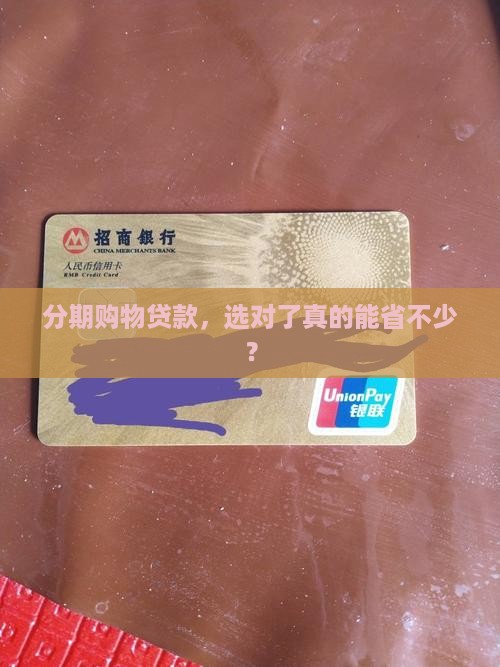 招商银行
CHINA MERCHANTS BANK
人民币信用卡
RMB Credit Card
分期购物贷款，选对了真的能省不少
？
UnionPay
银联